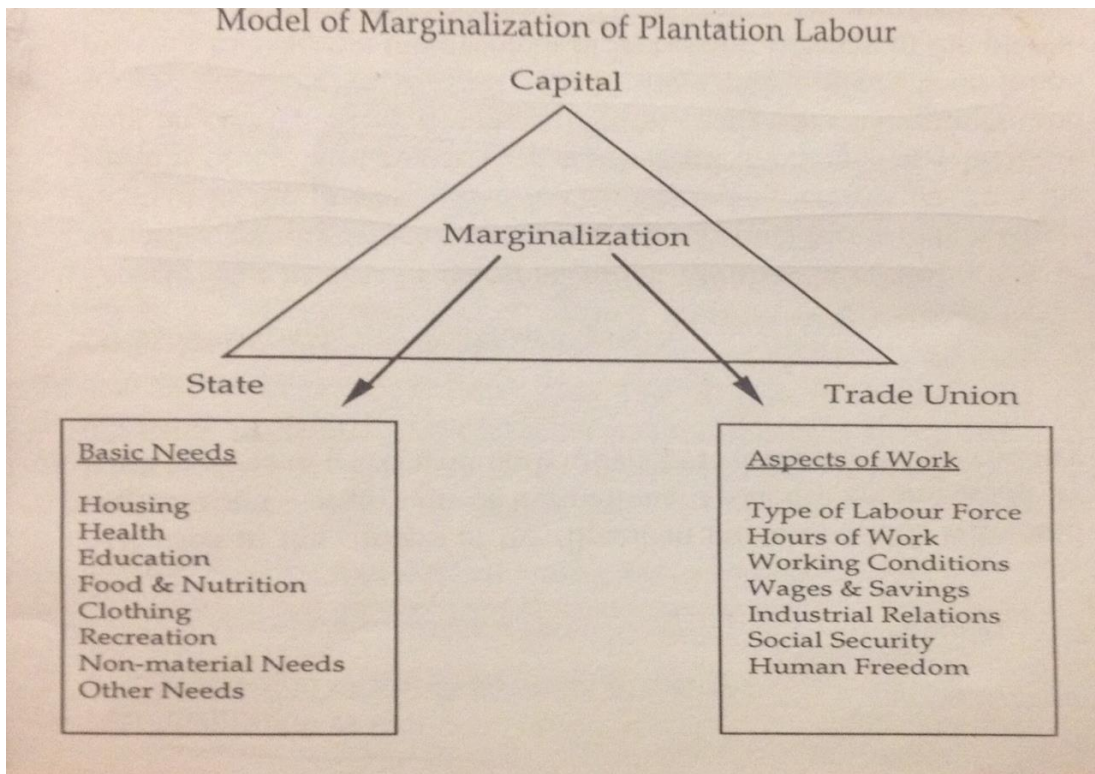 Model of Marginalization of Plantation Labour
Capital
Marginalization
State
Trade Union
Basic Needs
Housing
Health
Education
Food & Nutrition
Clothing
Recreation
Non-material Needs
Other Needs
Aspects of Work
Type of Labour Force
Hours of Work
Working Conditions
Wages & Savings
Industrial Relations
Social Security
Human Freedom